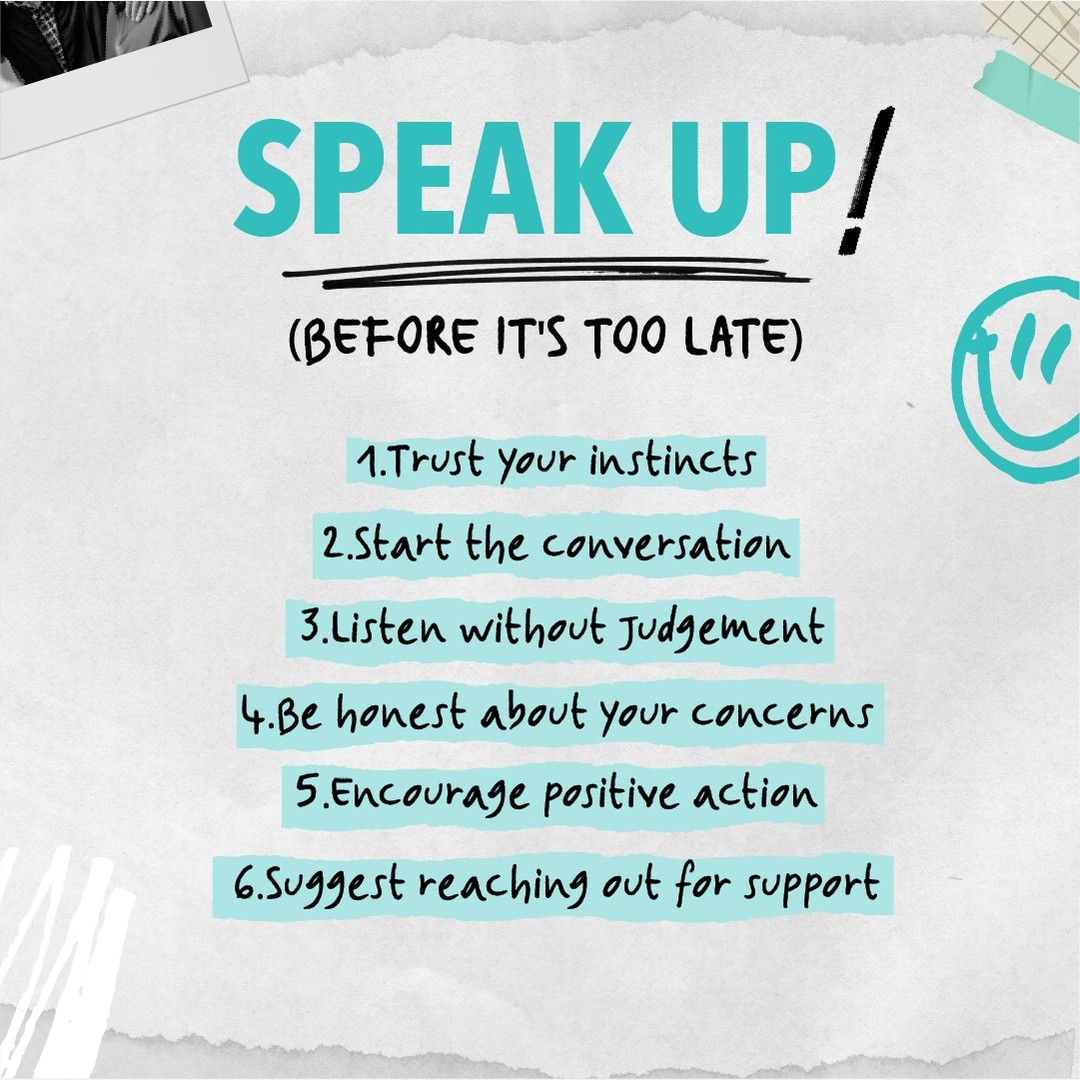 SPEAK UP!
(BEFORE IT'S TOO LATE)
1.Trust your instincts
2.Start the conversation
3.Listen without Judgement
4.Be honest about your concerns
5.Encourage positive action
6.Suggest reaching out for support